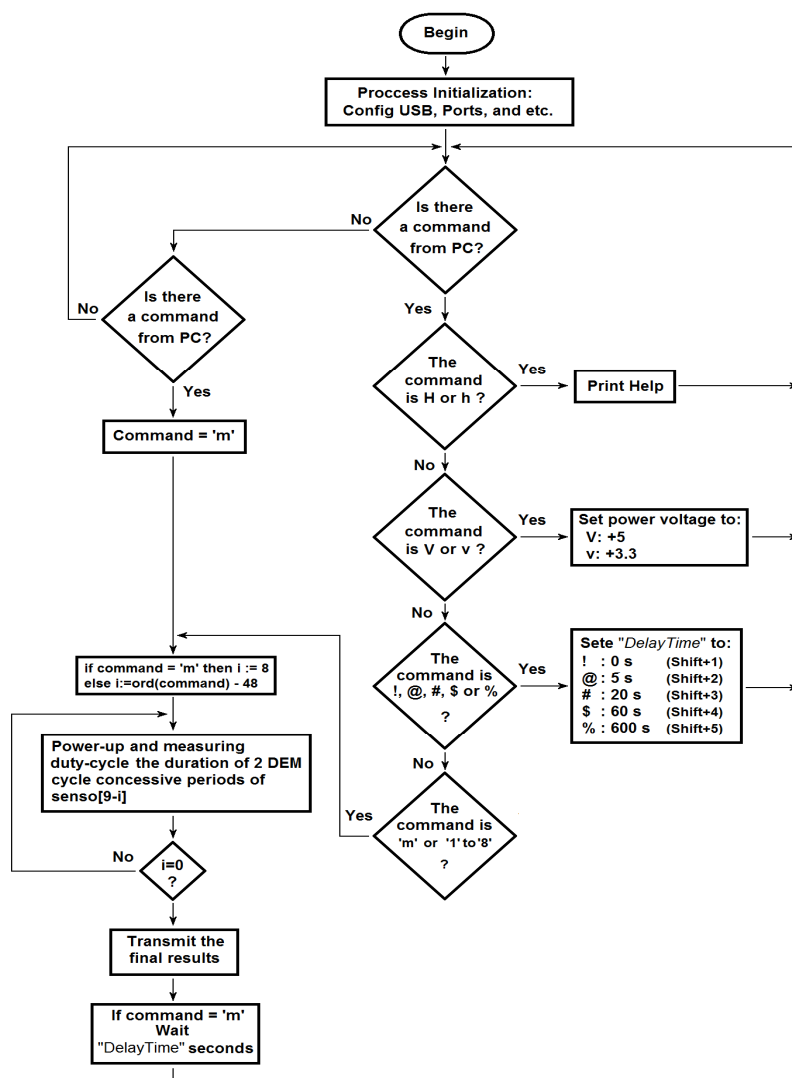 Begin
Proccess Initialization:
Config USB, Ports, and etc.
Is there
a command
from PC?
No
Yes
Is there
a command
from PC?
No
Yes
Command = 'm'
The
command
is H or h ?
Yes
Print Help
No
The
command
is V or v ?
Yes
Set power voltage to:
V: +5
v: +3.3
No
The
command is
!, @, #, $ or %
?
Yes
Sete "DelayTime" to:
! : 0 s (Shift+1)
@ : 5 s (Shift+2)
# : 20 s (Shift+3)
$ : 60 s (Shift+4)
% : 600 s (Shift+5)
No
The
command is
'm' or '1' to '8'
?
Yes
if command = 'm' then i := 8
else i:=ord(command) - 48
Power-up and measuring
duty-cycle the duration of 2 DEM
cycle concessive periods of
senso[9-i]
No
i=0
?
Transmit the
final results
If command = 'm'
Wait
"DelayTime" seconds